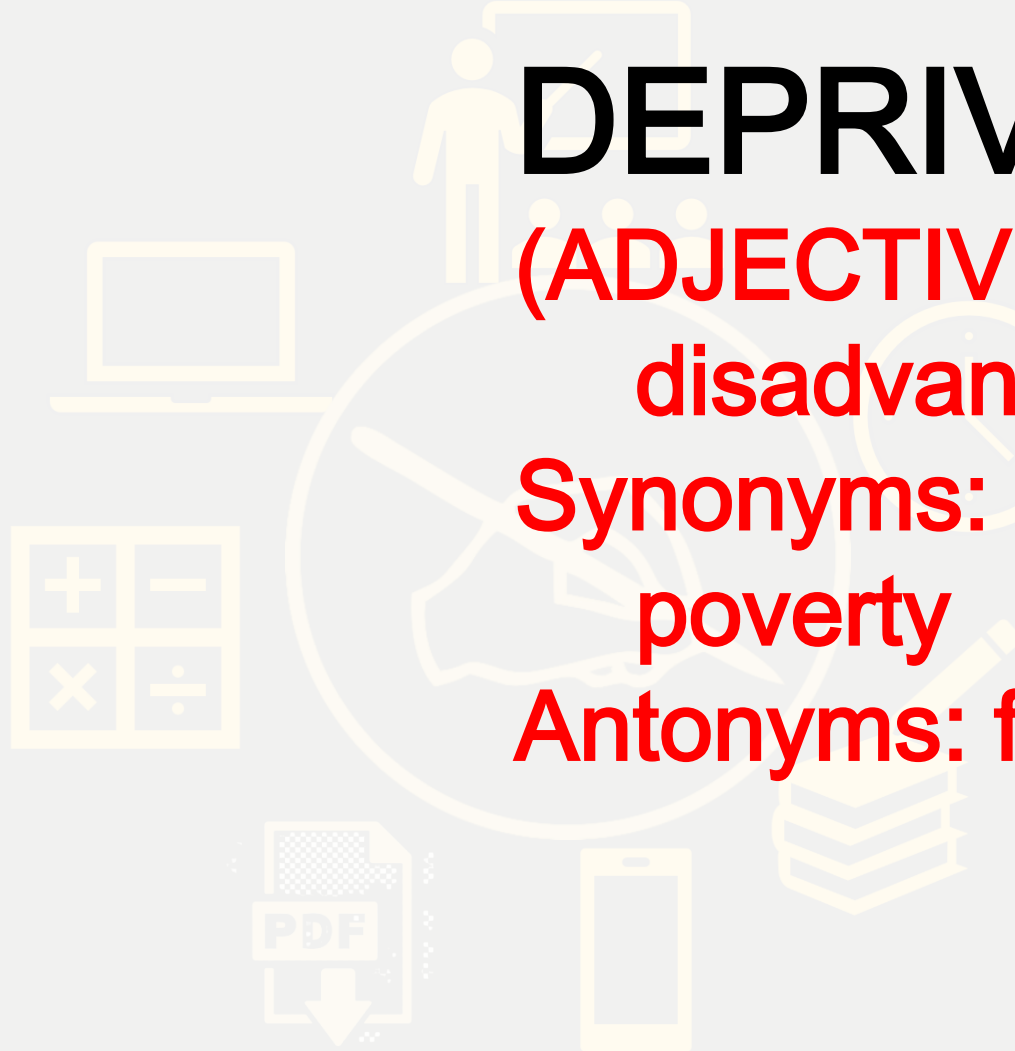 DEPRIV
(ADJECTIV
disadvan
Synonyms:
poverty
Antonyms: f
PDF